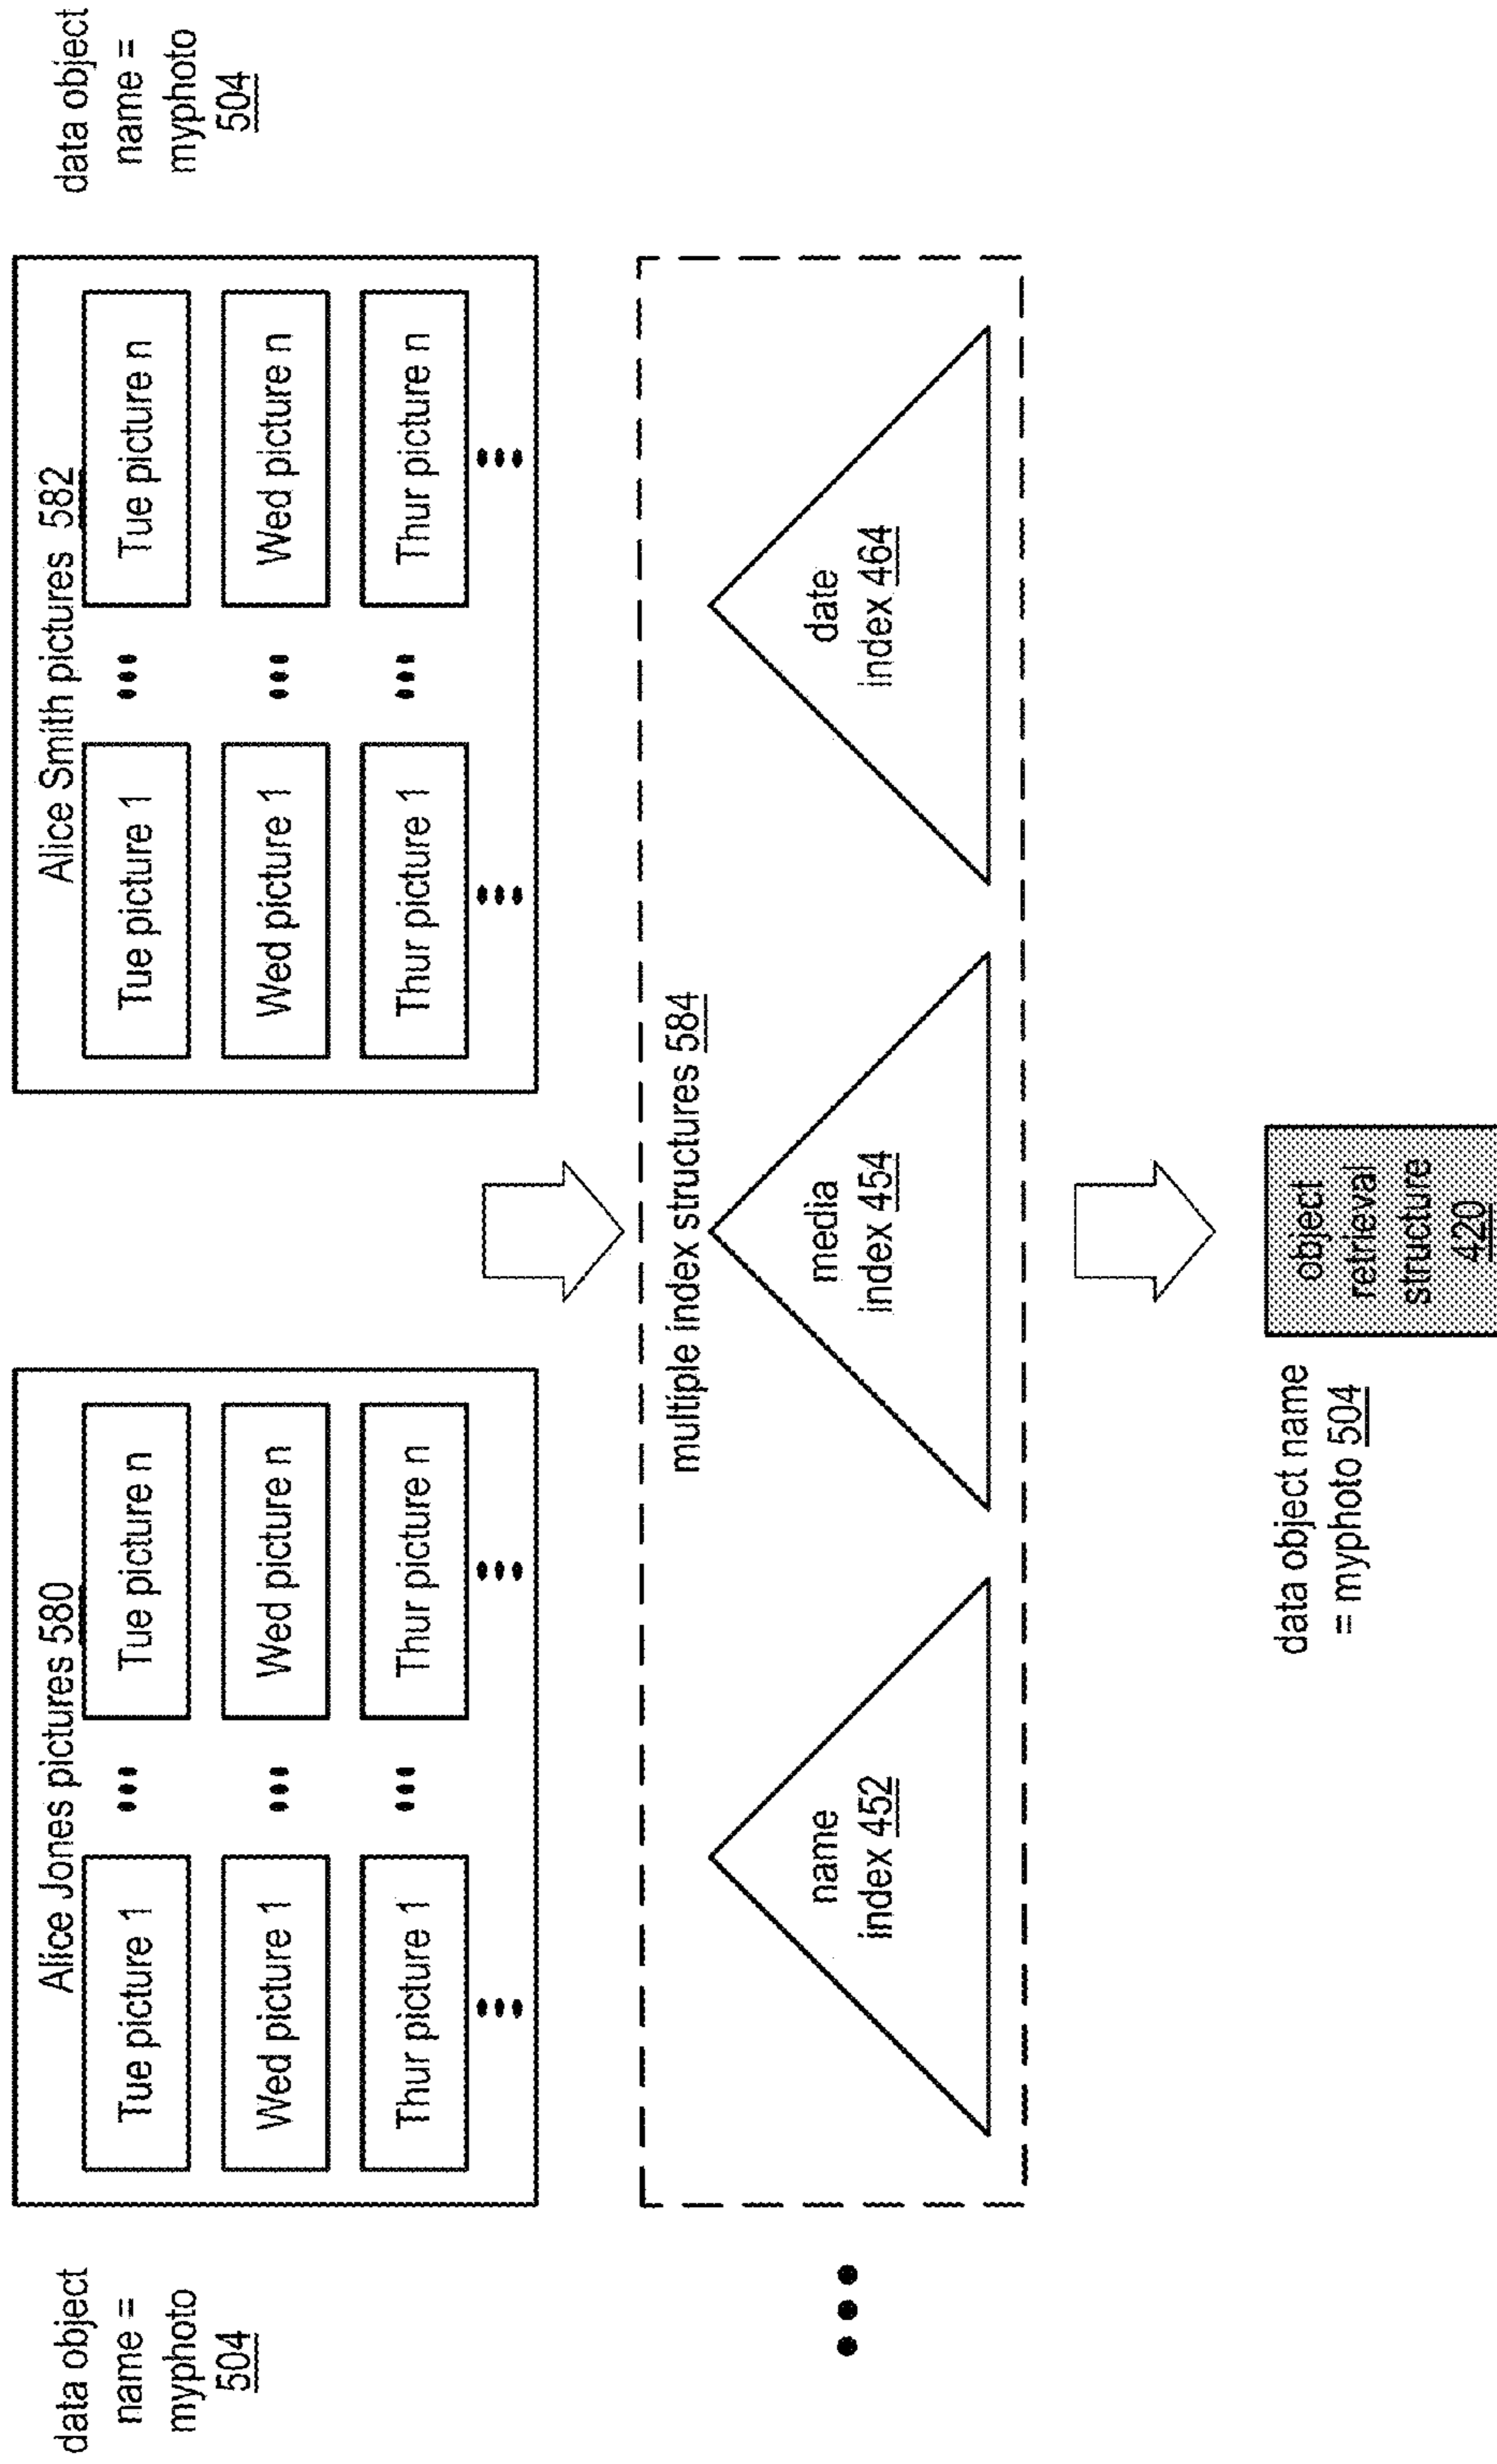 data object
name =
myphoto
504
Alice Jones pictures 580
Tue picture 1
•••
Tue picture n
Wed picture 1
•••
Wed picture n
Thur picture 1
•••
Thur picture n
•••
•••
Alice Smith pictures 582
Tue picture 1
•••
Tue picture n
Wed picture 1
•••
Wed picture n
Thur picture 1
•••
Thur picture n
•••
•••
data object
name =
myphoto
504
•••
multiple index structures 584
name
index 452
media
index 454
date
index 464
data object name
= myphoto 504
object
retrieval
structure
420